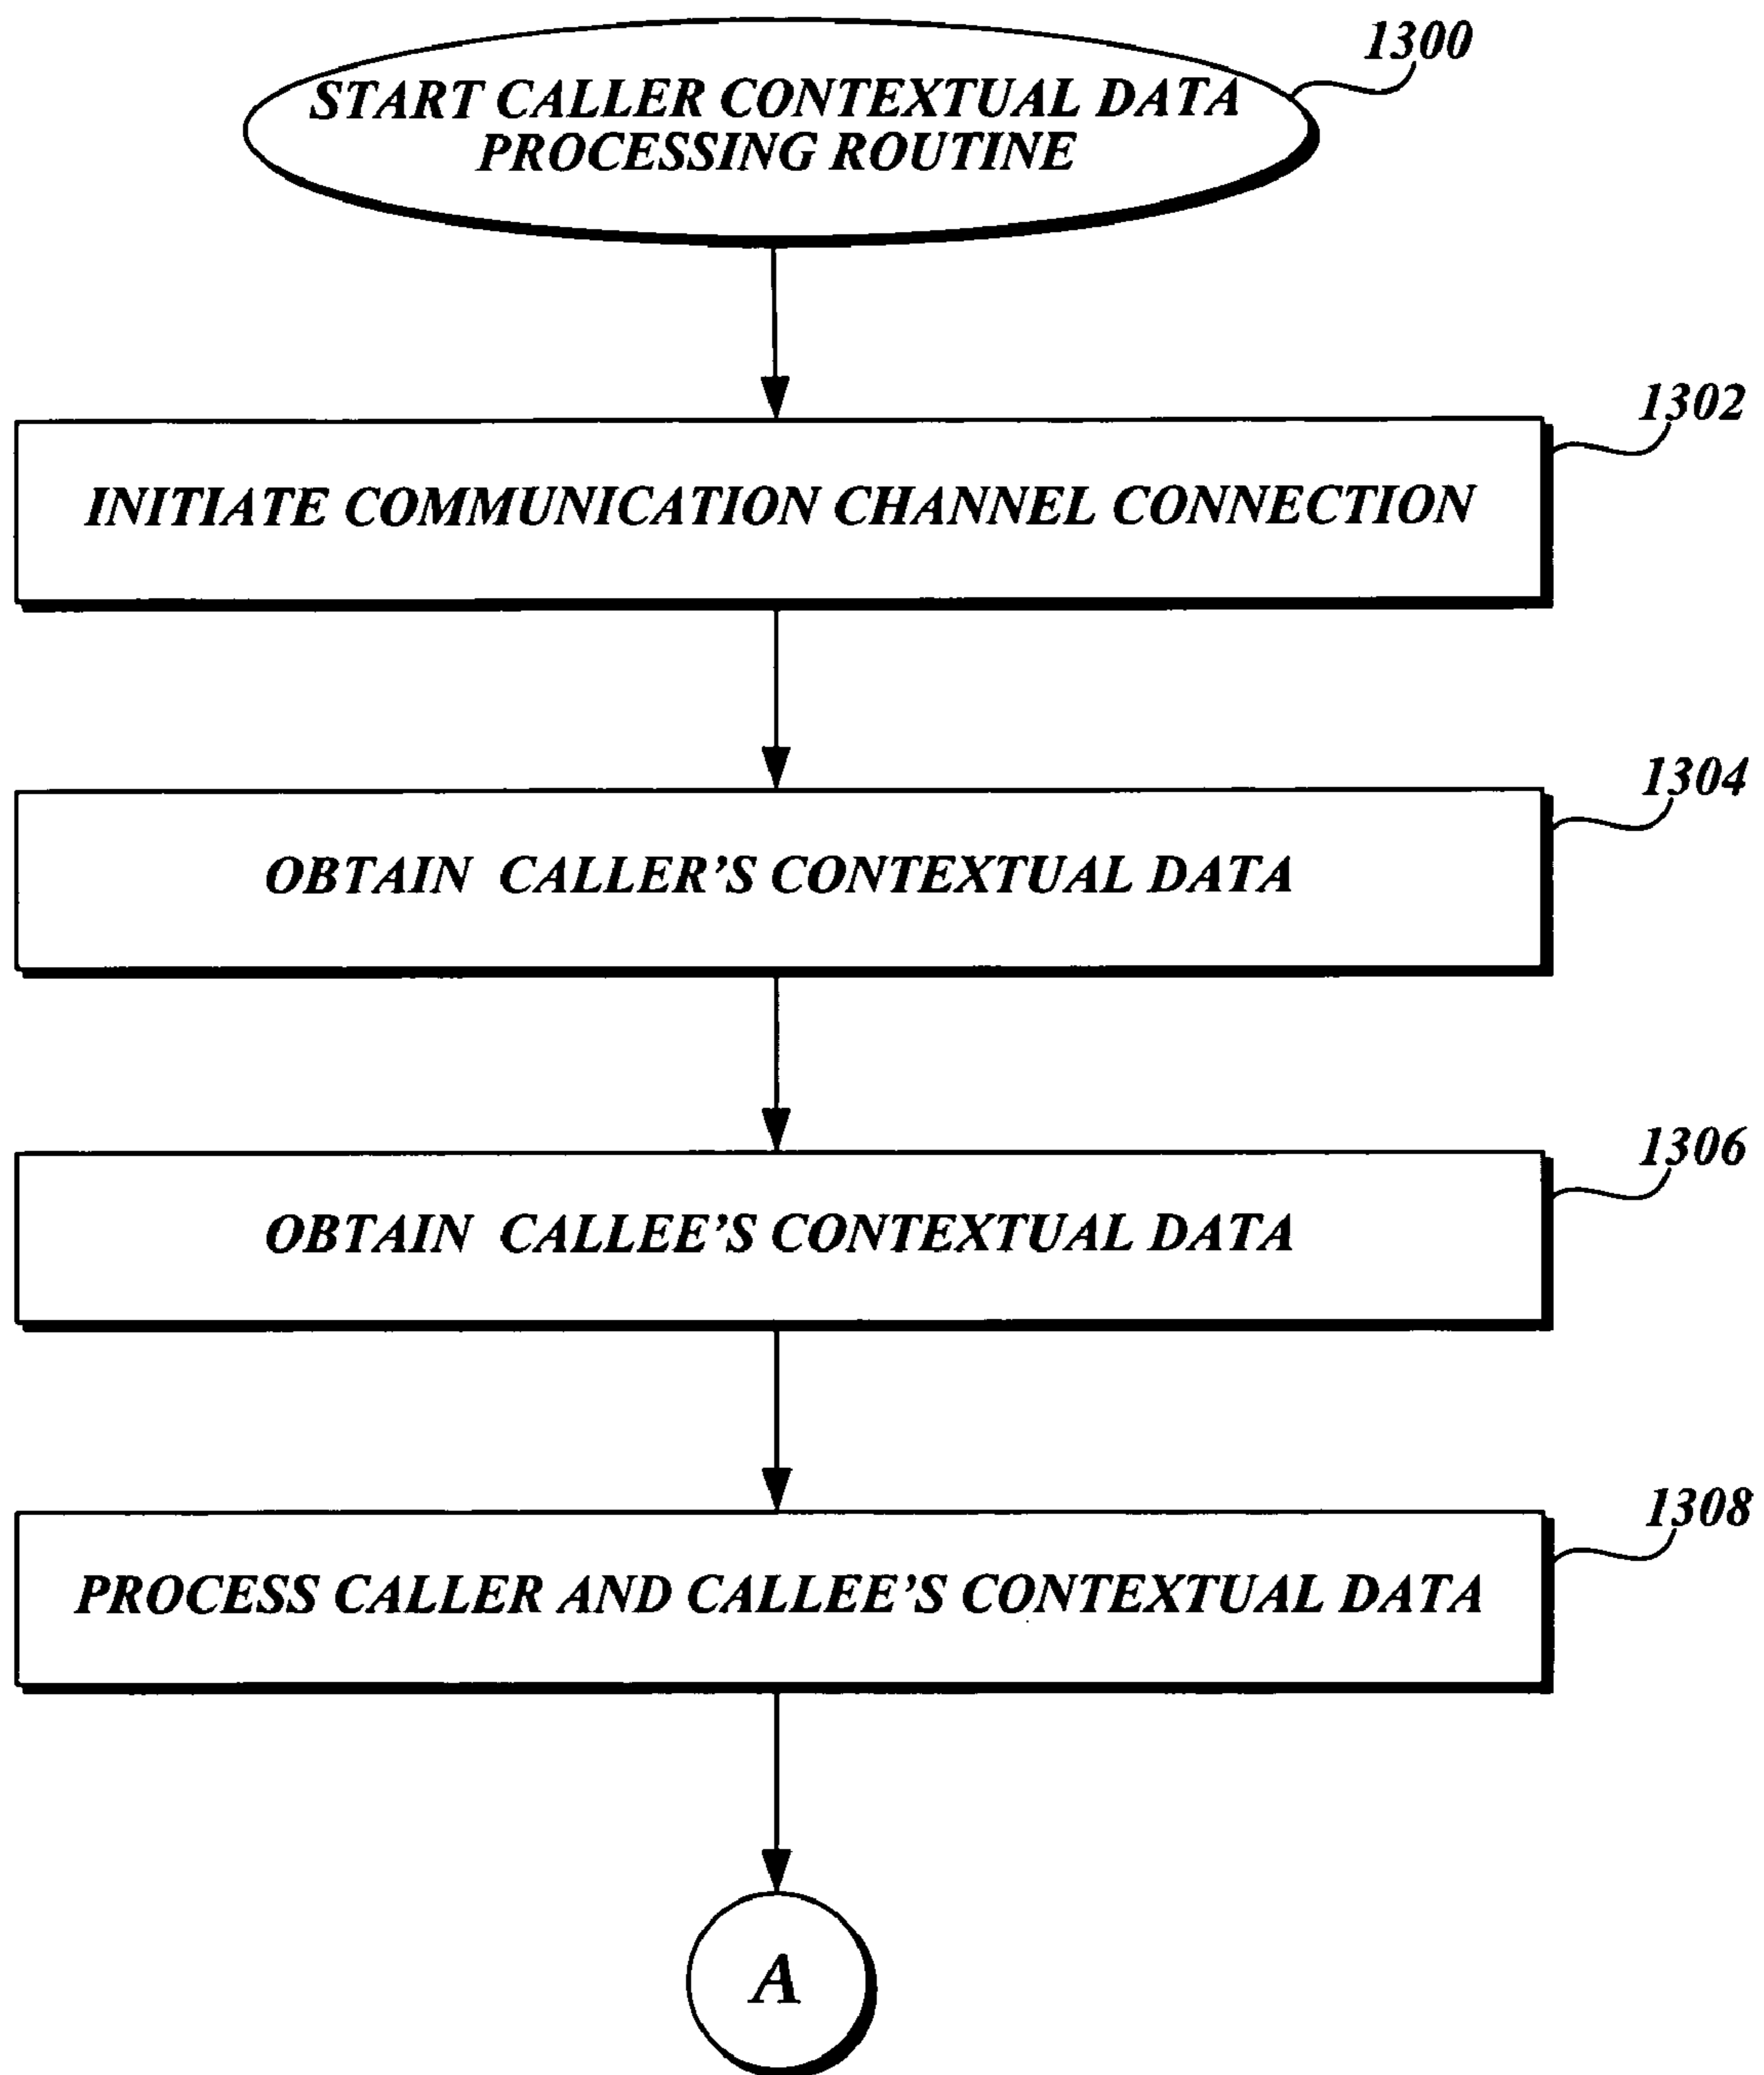 1300
START CALLER CONTEXTUAL DATA
PROCESSING ROUTINE
1302
INITIATE COMMUNICATION CHANNEL CONNECTION
1304
OBTAIN CALLER'S CONTEXTUAL DATA
1306
OBTAIN CALLEE'S CONTEXTUAL DATA
1308
PROCESS CALLER AND CALLEE'S CONTEXTUAL DATA
A